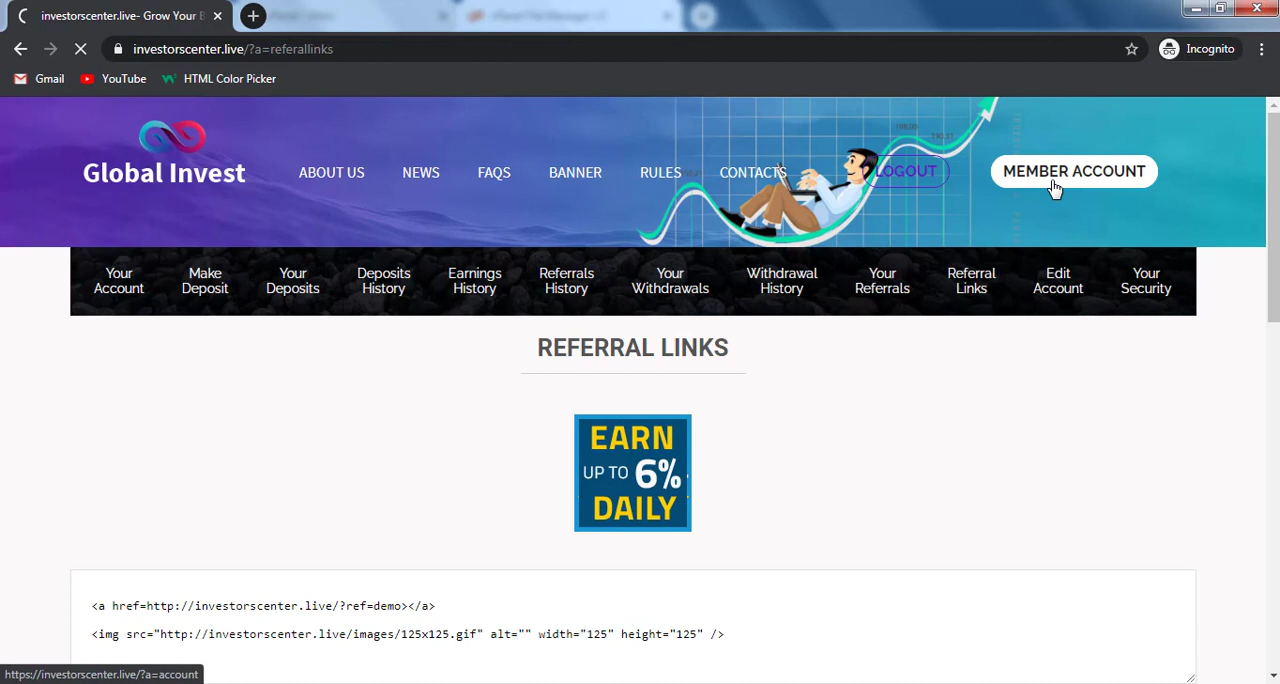 investorscenter.live- Grow Your B
investorscenter.live/?a=referallinks
Incognito
Gmail
YouTube
HTML Color Picker
Global Invest
ABOUT US
NEWS
FAQS
BANNER
RULES
CONTACTS
LOGOUT
MEMBER ACCOUNT
Your Account
Make Deposit
Your Deposits
Deposits History
Earnings History
Referrals History
Your Withdrawals
Withdrawal History
Your Referrals
Referral Links
Edit Account
Your Security
REFERRAL LINKS
EARN
UP TO 6%
DAILY
<a href=http://investorscenter.live/?ref=demo></a>
<img src="http://investorscenter.live/images/125x125.gif" alt="" width="125" height="125" />
https://investorscenter.live/?a=account